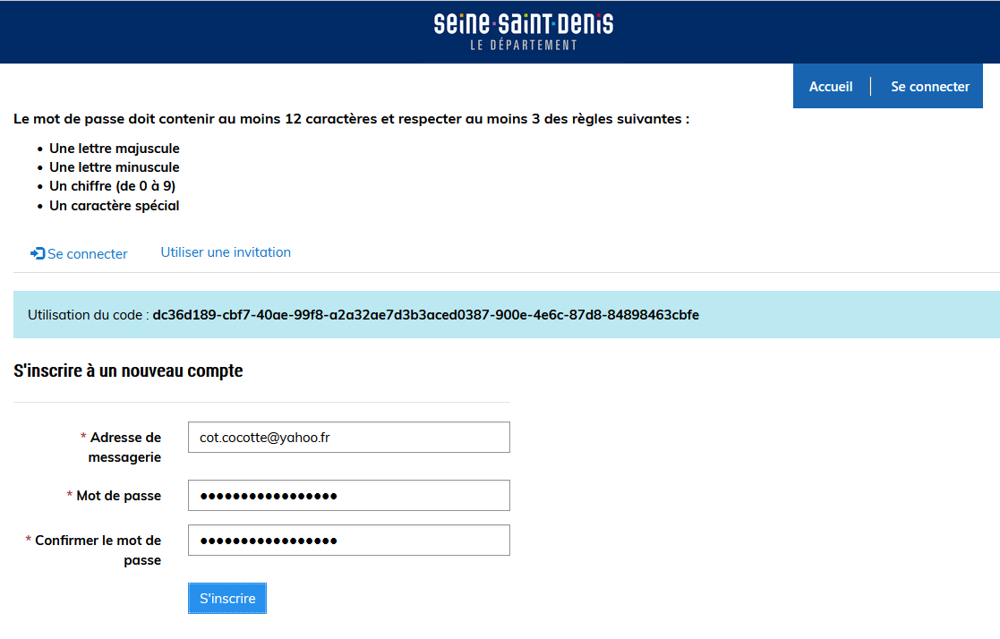 seine·saint·denis
LE DÉPARTEMENT
Accueil
Se connecter
Le mot de passe doit contenir au moins 12 caractères et respecter au moins 3 des règles suivantes :
• Une lettre majuscule
• Une lettre minuscule
• Un chiffre (de 0 à 9)
• Un caractère spécial
Se connecter
Utiliser une invitation
Utilisation du code : dc36d189-cbf7-40ae-99f8-a2a32ae7d3b3aced0387-900e-4e6c-87d8-84898463cbfe
S'inscrire à un nouveau compte
* Adresse de
messagerie
cot.cocotte@yahoo.fr
* Mot de passe
●●●●●●●●●●●●●●●●●
* Confirmer le mot de
passe
●●●●●●●●●●●●●●●●●
S'inscrire